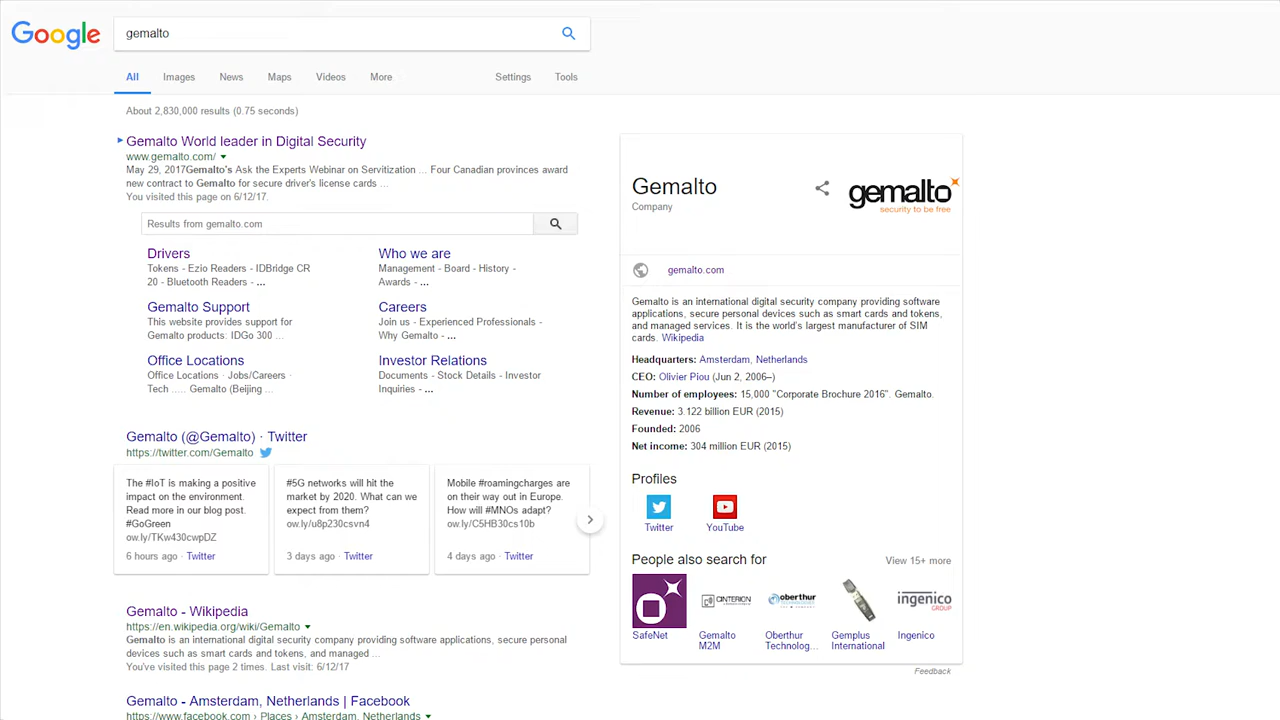 Google
gemalto
All Images News Maps Videos More Settings Tools
About 2,830,000 results (0.75 seconds)
Gemalto World leader in Digital Security
www.gemalto.com/
May 29, 2017Gemalto's Ask the Experts Webinar on Servitization ... Four Canadian provinces award
new contract to Gemalto for secure driver's license cards ...
You visited this page on 6/12/17.
Results from gemalto.com
Drivers
Tokens - Ezio Readers - IDBridge CR
20 - Bluetooth Readers - ...
Who we are
Management - Board - History -
Awards - ...
Gemalto Support
This website provides support for
Gemalto products: IDGo 300 ...
Careers
Join us - Experienced Professionals -
Why Gemalto - ...
Office Locations
Office Locations · Jobs/Careers ·
Tech ..... Gemalto (Beijing ...
Investor Relations
Documents - Stock Details - Investor
Inquiries - ...
Gemalto (@Gemalto) · Twitter
https://twitter.com/Gemalto
The #IoT is making a positive
impact on the environment.
Read more in our blog post.
#GoGreen
ow.ly/TKw430cwpDZ
6 hours ago · Twitter
#5G networks will hit the
market by 2020. What can we
expect from them?
ow.ly/u8p230csvn4
3 days ago · Twitter
Mobile #roamingcharges are
on their way out in Europe.
How will #MNOs adapt?
ow.ly/C5HB30cs10b
4 days ago · Twitter
Gemalto - Wikipedia
https://en.wikipedia.org/wiki/Gemalto
Gemalto is an international digital security company providing software applications, secure personal
devices such as smart cards and tokens, and managed ...
You've visited this page 2 times. Last visit: 6/12/17
Gemalto - Amsterdam, Netherlands | Facebook
https://www.facebook.com › Places › Amsterdam, Netherlands
Gemalto
Company
gemalto
security to be free
gemalto.com
Gemalto is an international digital security company providing software
applications, secure personal devices such as smart cards and tokens,
and managed services. It is the world's largest manufacturer of SIM
cards. Wikipedia
Headquarters: Amsterdam, Netherlands
CEO: Olivier Piou (Jun 2, 2006–)
Number of employees: 15,000 "Corporate Brochure 2016". Gemalto.
Revenue: 3.122 billion EUR (2015)
Founded: 2006
Net income: 304 million EUR (2015)
Profiles
Twitter YouTube
People also search for View 15+ more
CINTERION
oberthur
TECHNOLOGIES
ingenico
GROUP
SafeNet
Gemalto
M2M
Oberthur
Technolog...
Gemplus
International
Ingenico
Feedback